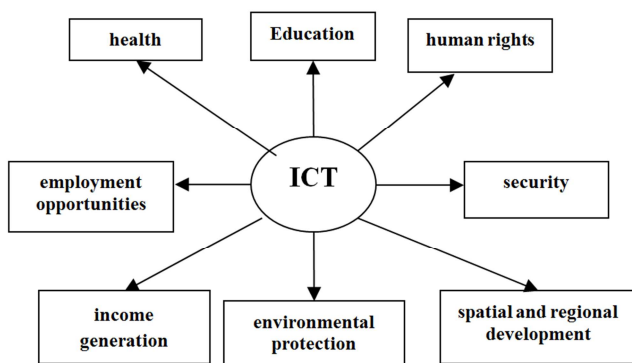 health
Education
human rights
employment
opportunities
ICT
security
income
generation
environmental
protection
spatial and regional
development